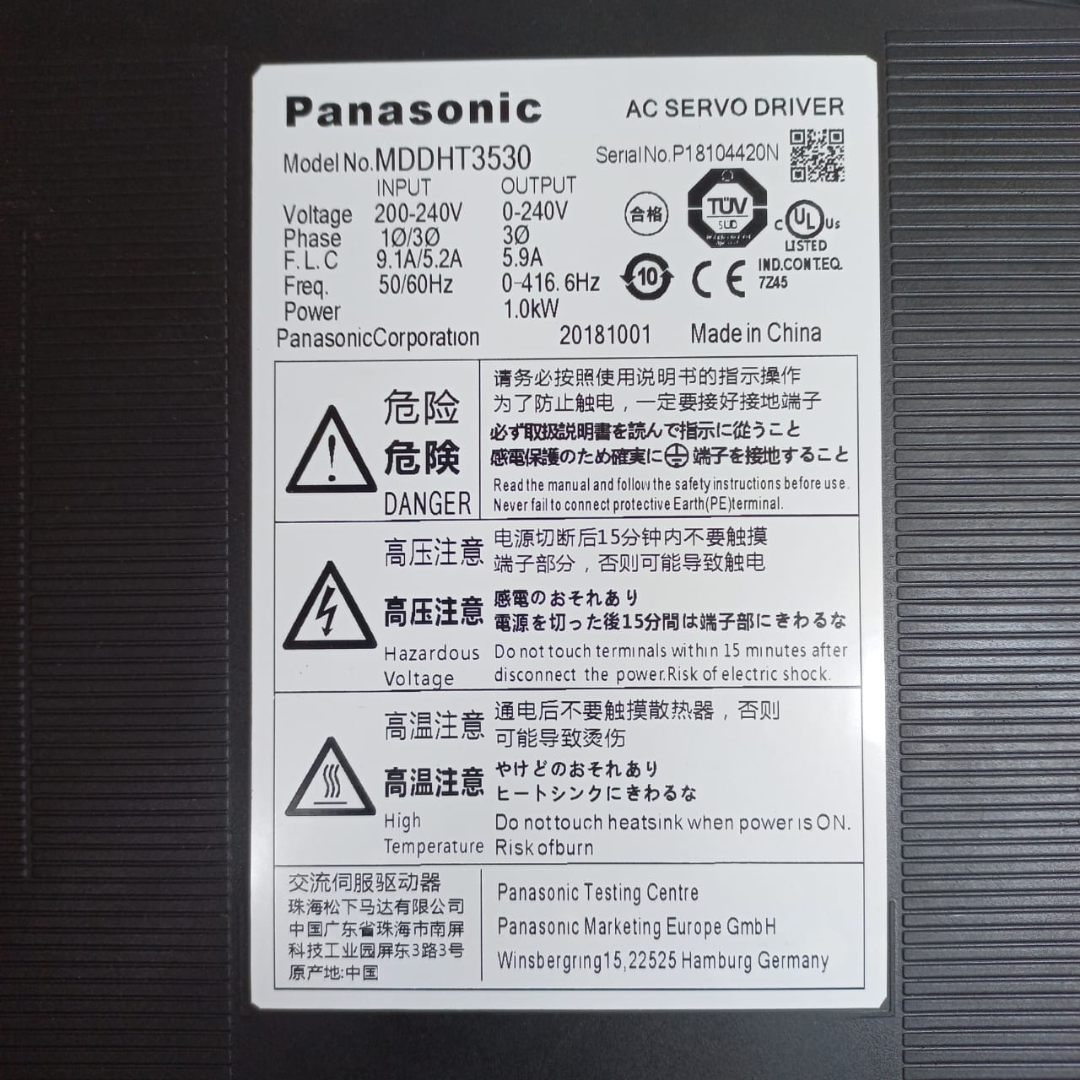 Panasonic AC SERVO DRIVER
Model No. MDDHT3530 Serial No. P18104420N
INPUT OUTPUT
Voltage 200-240V 0-240V
Phase 1Ø/3Ø 3Ø
F.L.C 9.1A/5.2A 5.9A
Freq. 50/60Hz 0-416.6Hz
Power 1.0kW
合格
TÜV
SÜD
C UL US
LISTED
IND.CONT.EQ.
7Z45
10
CE
Panasonic Corporation 20181001 Made in China
危险
危険
DANGER
请务必按照使用说明书的指示操作
为了防止触电，一定要接好接地端子
必ず取扱説明書を読んで指示に従うこと
感電保護のため確実に 端子を接地すること
Read the manual and follow the safety instructions before use.
Never fail to connect protective Earth(PE)terminal.
高压注意
高压注意
Hazardous
Voltage
电源切断后15分钟内不要触摸
端子部分，否则可能导致触电
感電のおそれあり
電源を切った後15分間は端子部にきわるな
Do not touch terminals within 15 minutes after
disconnect the power.Risk of electric shock.
高温注意
高温注意
High
Temperature
通电后不要触摸散热器，否则
可能导致烫伤
やけどのおそれあり
ヒートシンクにきわるな
Do not touch heatsink when power is ON.
Risk of burn
交流伺服驱动器
珠海松下马达有限公司
中国广东省珠海市南屏
科技工业园屏东3路3号
原产地:中国
Panasonic Testing Centre
Panasonic Marketing Europe GmbH
Winsbergring15,22525 Hamburg Germany